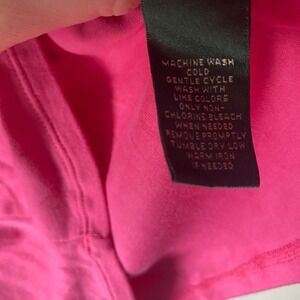 MACHINE WASH
COLD
GENTLE CYCLE
WASH WITH
LIKE COLORS
ONLY NON-
CHLORINE BLEACH
WHEN NEEDED
REMOVE PROMPTLY
TUMBLE DRY LOW
WARM IRON
IF NEEDED